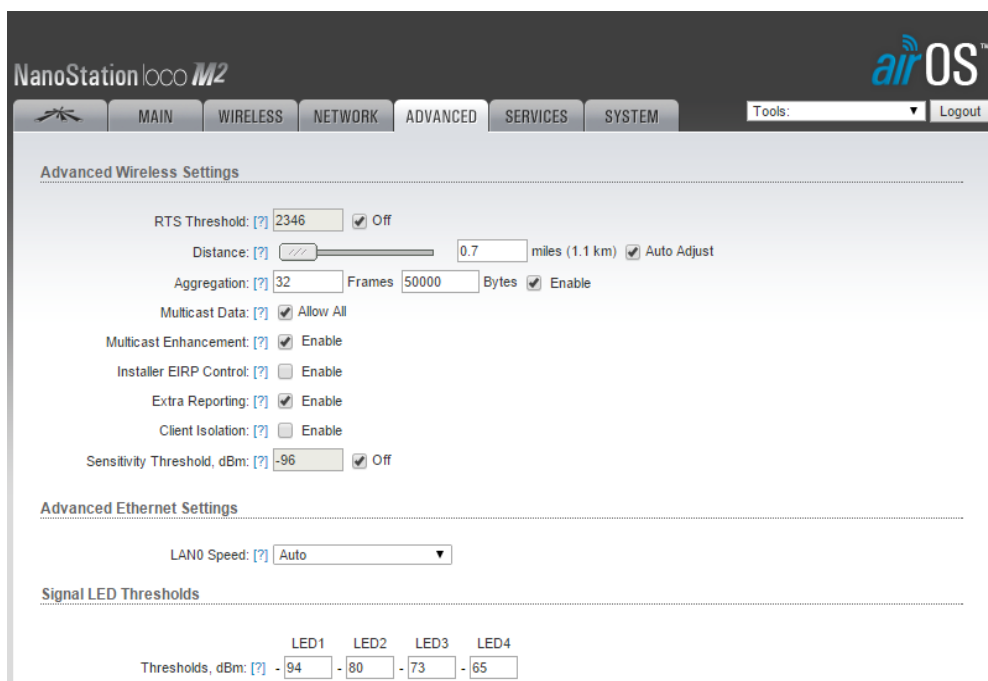 NanoStation loco M2
airOS™
MAIN WIRELESS NETWORK ADVANCED SERVICES SYSTEM Tools: Logout
Advanced Wireless Settings
RTS Threshold: [?] 2346 Off
Distance: [?] 0.7 miles (1.1 km) Auto Adjust
Aggregation: [?] 32 Frames 50000 Bytes Enable
Multicast Data: [?] Allow All
Multicast Enhancement: [?] Enable
Installer EIRP Control: [?] Enable
Extra Reporting: [?] Enable
Client Isolation: [?] Enable
Sensitivity Threshold, dBm: [?] -96 Off
Advanced Ethernet Settings
LAN0 Speed: [?] Auto
Signal LED Thresholds
LED1 LED2 LED3 LED4
Thresholds, dBm: [?] - 94 - 80 - 73 - 65